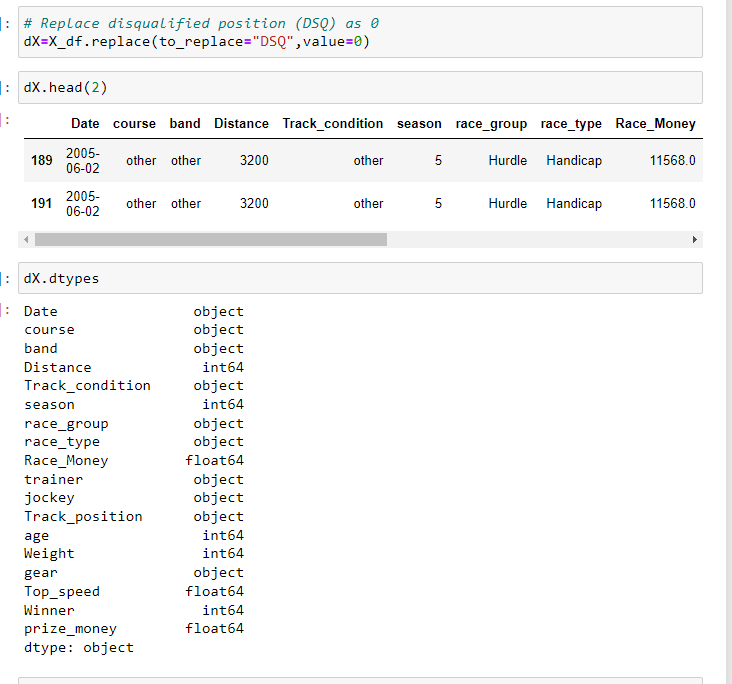 ]: # Replace disqualified position (DSQ) as 0
dX=X_df.replace(to_replace="DSQ",value=0)
]: dX.head(2)
]: Date course band Distance Track_condition season race_group race_type Race_Money
189 2005-06-02 other other 3200 other 5 Hurdle Handicap 11568.0
191 2005-06-02 other other 3200 other 5 Hurdle Handicap 11568.0
]: dX.dtypes
]: Date object
course object
band object
Distance int64
Track_condition object
season int64
race_group object
race_type object
Race_Money float64
trainer object
jockey object
Track_position object
age int64
Weight int64
gear object
Top_speed float64
Winner int64
prize_money float64
dtype: object